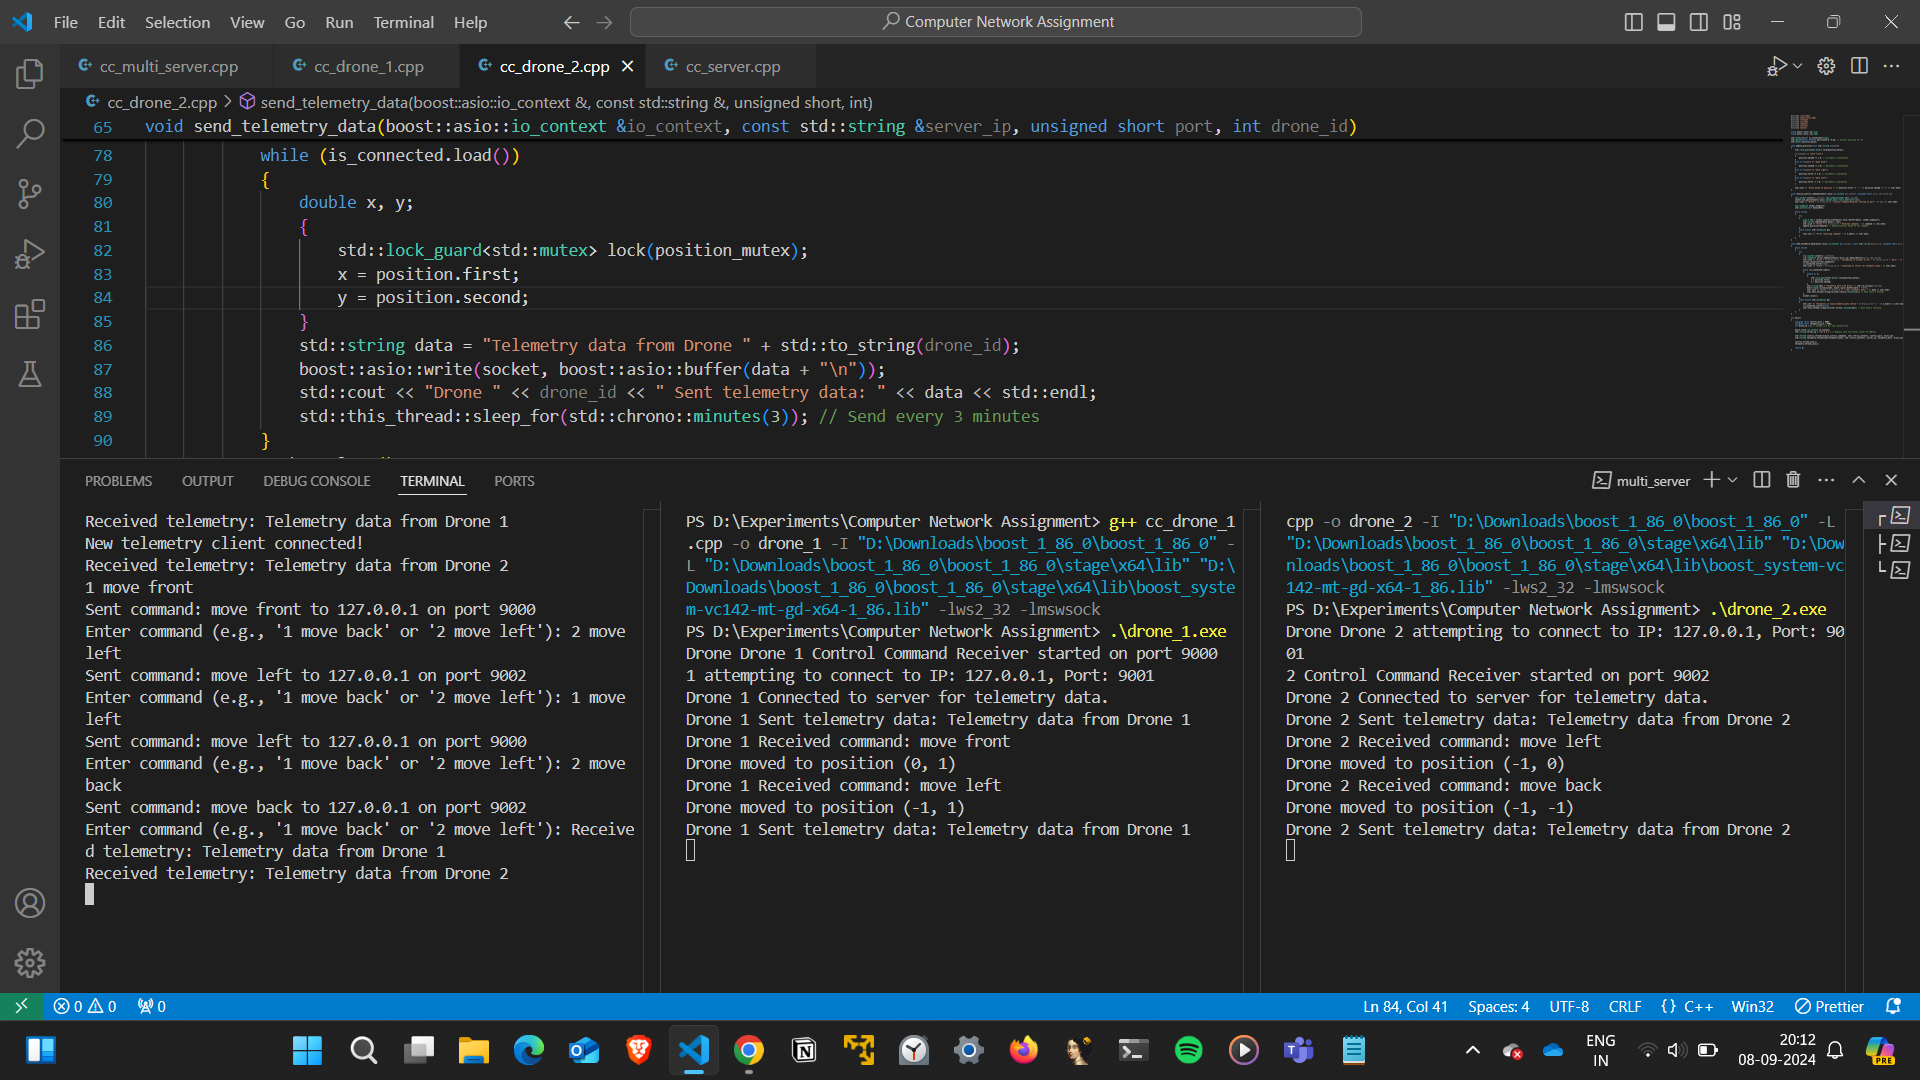 File Edit Selection View Go Run Terminal Help
Computer Network Assignment
cc_multi_server.cpp cc_drone_1.cpp cc_drone_2.cpp cc_server.cpp
cc_drone_2.cpp > send_telemetry_data(boost::asio::io_context &, const std::string &, unsigned short, int)
65 void send_telemetry_data(boost::asio::io_context &io_context, const std::string &server_ip, unsigned short port, int drone_id)
78 while (is_connected.load())
79 {
80 double x, y;
81 {
82 std::lock_guard<std::mutex> lock(position_mutex);
83 x = position.first;
84 y = position.second;
85 }
86 std::string data = "Telemetry data from Drone " + std::to_string(drone_id);
87 boost::asio::write(socket, boost::asio::buffer(data + "\n"));
88 std::cout << "Drone " << drone_id << " Sent telemetry data: " << data << std::endl;
89 std::this_thread::sleep_for(std::chrono::minutes(3)); // Send every 3 minutes
90 }
PROBLEMS OUTPUT DEBUG CONSOLE TERMINAL PORTS
multi_server
Received telemetry: Telemetry data from Drone 1
New telemetry client connected!
Received telemetry: Telemetry data from Drone 2
1 move front
Sent command: move front to 127.0.0.1 on port 9000
Enter command (e.g., '1 move back' or '2 move left'): 2 move
left
Sent command: move left to 127.0.0.1 on port 9002
Enter command (e.g., '1 move back' or '2 move left'): 1 move
left
Sent command: move left to 127.0.0.1 on port 9000
Enter command (e.g., '1 move back' or '2 move left'): 2 move
back
Sent command: move back to 127.0.0.1 on port 9002
Enter command (e.g., '1 move back' or '2 move left'): Receive
d telemetry: Telemetry data from Drone 1
Received telemetry: Telemetry data from Drone 2
PS D:\Experiments\Computer Network Assignment> g++ cc_drone_1
.cpp -o drone_1 -I "D:\Downloads\boost_1_86_0\boost_1_86_0" -
L "D:\Downloads\boost_1_86_0\boost_1_86_0\stage\x64\lib" "D:\
Downloads\boost_1_86_0\boost_1_86_0\stage\x64\lib\boost_syste
m-vc142-mt-gd-x64-1_86.lib" -lws2_32 -lmswsock
PS D:\Experiments\Computer Network Assignment> .\drone_1.exe
Drone Drone 1 Control Command Receiver started on port 9000
1 attempting to connect to IP: 127.0.0.1, Port: 9001
Drone 1 Connected to server for telemetry data.
Drone 1 Sent telemetry data: Telemetry data from Drone 1
Drone 1 Received command: move front
Drone moved to position (0, 1)
Drone 1 Received command: move left
Drone moved to position (-1, 1)
Drone 1 Sent telemetry data: Telemetry data from Drone 1
cpp -o drone_2 -I "D:\Downloads\boost_1_86_0\boost_1_86_0" -L
"D:\Downloads\boost_1_86_0\boost_1_86_0\stage\x64\lib" "D:\Dow
nloads\boost_1_86_0\boost_1_86_0\stage\x64\lib\boost_system-vc
142-mt-gd-x64-1_86.lib" -lws2_32 -lmswsock
PS D:\Experiments\Computer Network Assignment> .\drone_2.exe
Drone Drone 2 attempting to connect to IP: 127.0.0.1, Port: 90
01
2 Control Command Receiver started on port 9002
Drone 2 Connected to server for telemetry data.
Drone 2 Sent telemetry data: Telemetry data from Drone 2
Drone 2 Received command: move left
Drone moved to position (-1, 0)
Drone 2 Received command: move back
Drone moved to position (-1, -1)
Drone 2 Sent telemetry data: Telemetry data from Drone 2
0 0 0 Ln 84, Col 41 Spaces: 4 UTF-8 CRLF {} C++ Win32 Prettier
ENG
IN
20:12
08-09-2024
PRE